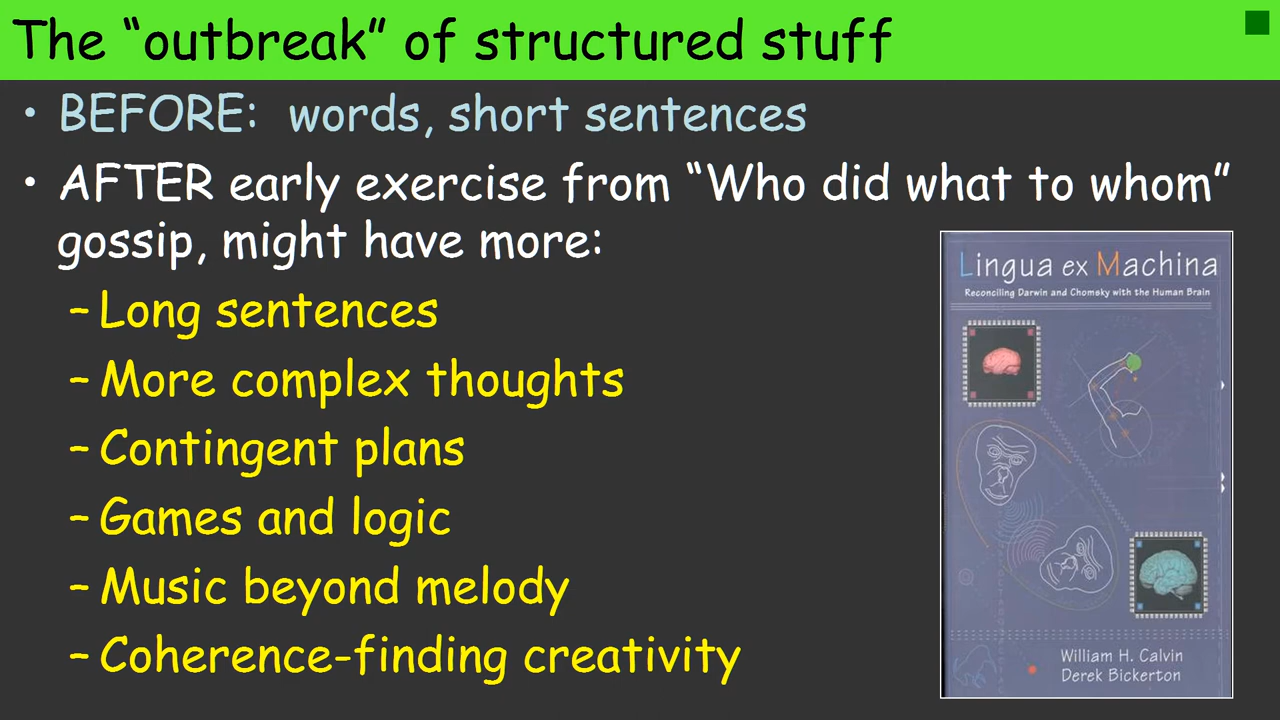 The “outbreak” of structured stuff
• BEFORE: words, short sentences
• AFTER early exercise from “Who did what to whom”
gossip, might have more:
– Long sentences
– More complex thoughts
– Contingent plans
– Games and logic
– Music beyond melody
– Coherence-finding creativity
Lingua ex Machina
Reconciling Darwin and Chomsky with the Human Brain
William H. Calvin
Derek Bickerton